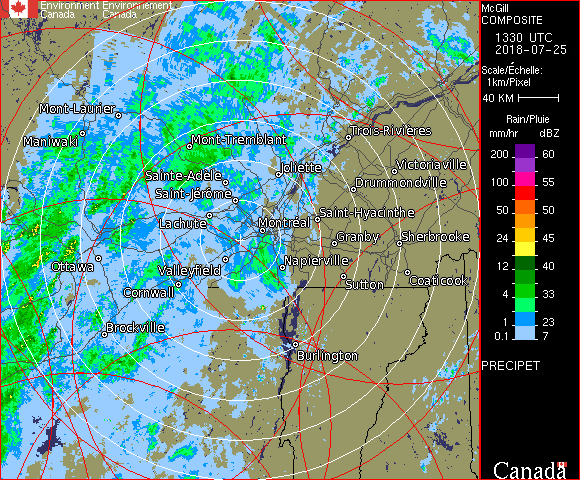 Environment Environnement
Canada Canada
McGill
COMPOSITE
1330 UTC
2018-07-25
Scale/Échelle:
1km/Pixel
40 KM
Rain/Pluie
mm/hr dBZ
200 60
100 55
50 50
24 45
12 40
4 33
1 23
0.1 7
PRECIPET
Canada
Mont-Laurier
Maniwaki
Mont-Tremblant
Trois-Rivières
Sainte-Adèle
Joliette
Victoriaville
Saint-Jérôme
Drummondville
Lachute
Montréal
Saint-Hyacinthe
Granby
Sherbrooke
Ottawa
Valleyfield
Napierville
Cornwall
Sutton
Coaticook
Brockville
Burlington